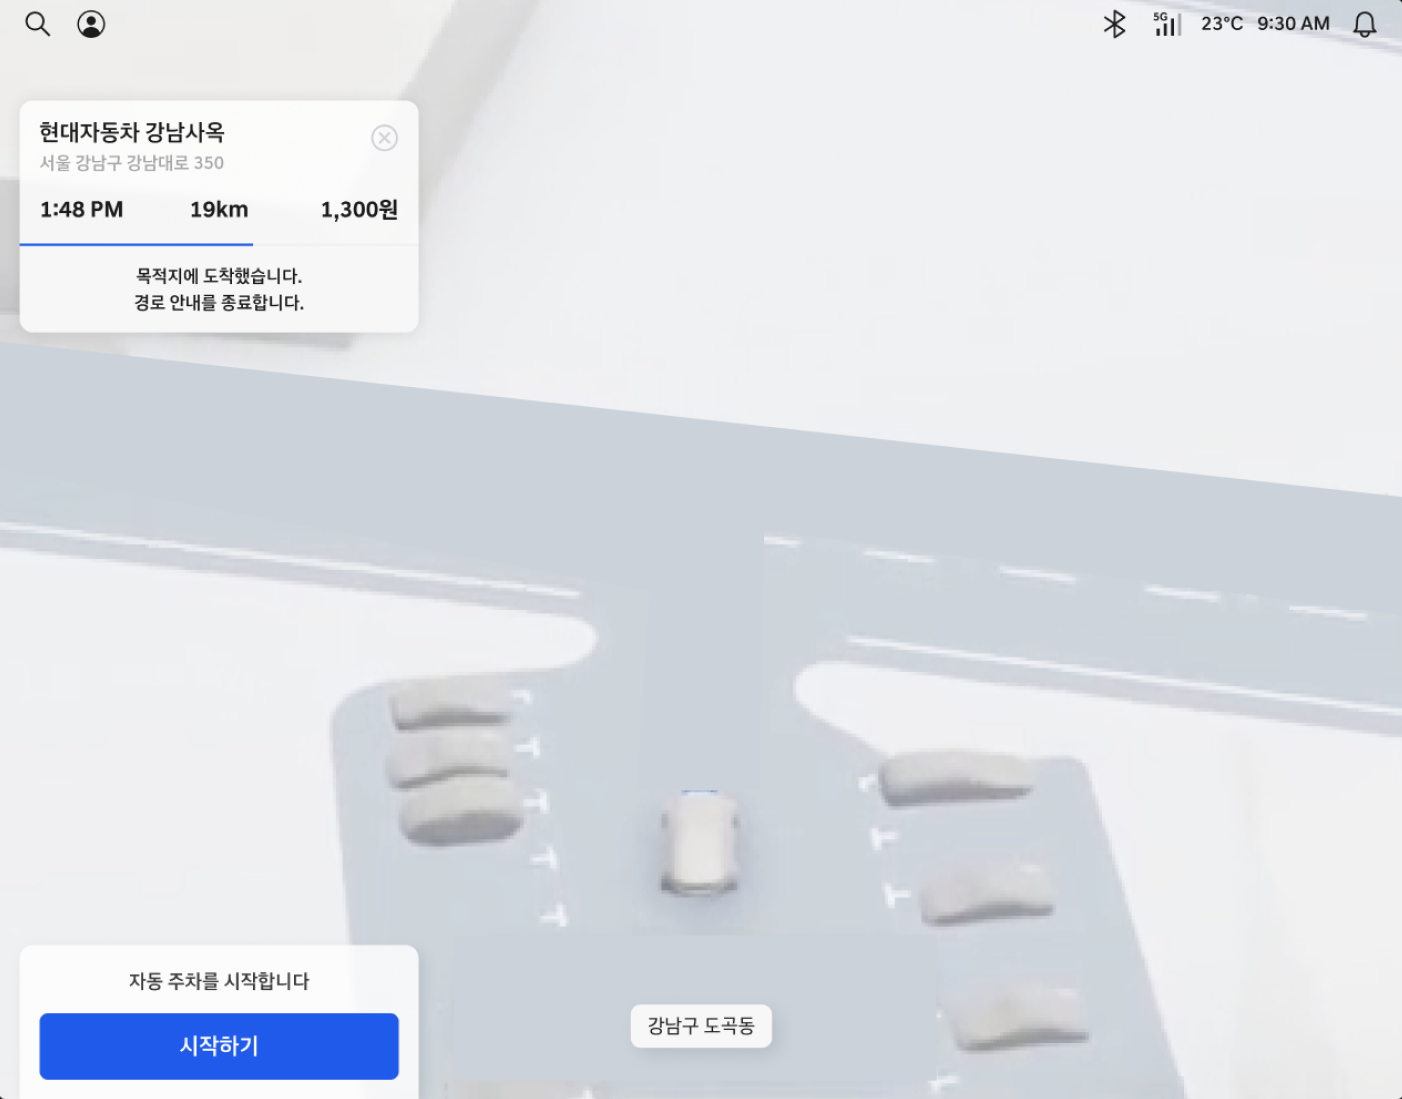 5G
23°C
9:30 AM
현대자동차 강남사옥
서울 강남구 강남대로 350
1:48 PM
19km
1,300원
목적지에 도착했습니다.
경로 안내를 종료합니다.
자동 주차를 시작합니다
시작하기
강남구 도곡동